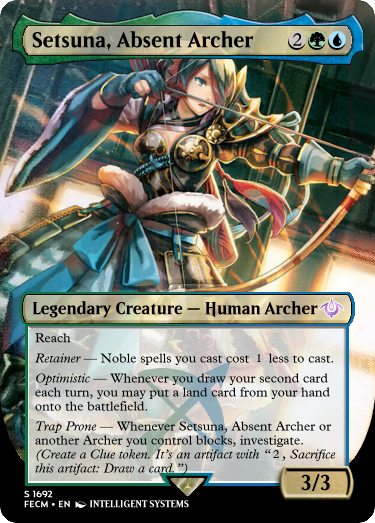 Setsuna, Absent Archer 2
Legendary Creature — Human Archer
Reach
Retainer — Noble spells you cast cost 1 less to cast.
Optimistic — Whenever you draw your second card
each turn, you may put a land card from your hand
onto the battlefield.
Trap Prone — Whenever Setsuna, Absent Archer or
another Archer you control blocks, investigate.
(Create a Clue token. It's an artifact with “2, Sacrifice
this artifact: Draw a card.”)
3/3
S 1692
FECM • EN INTELLIGENT SYSTEMS